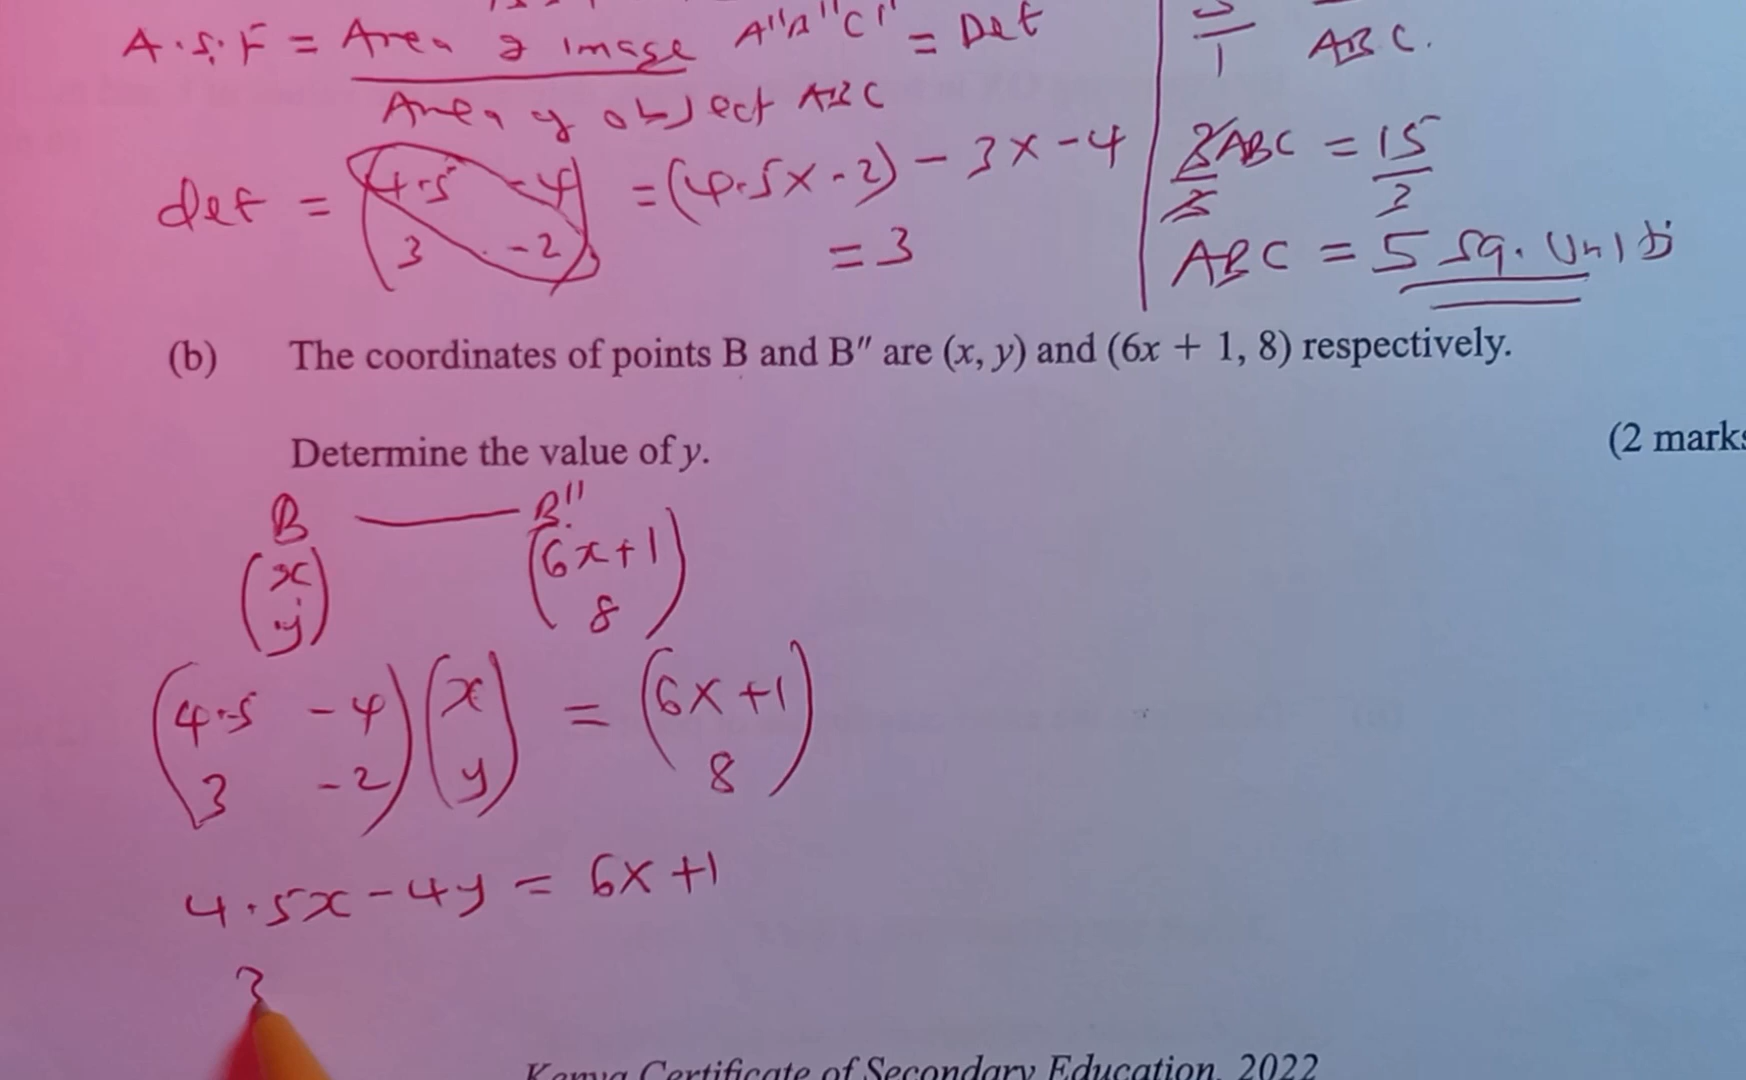 A.S.F = Area of image A"B"C" = Det
Area of object ABC
ABC.
det = (4.5 -4
3 -2) = (4.5x-2) - 3x-4
= 3
3ABC = 15
3 3
ABC = 5 sq. units
(b) The coordinates of points B and B″ are (x, y) and (6x + 1, 8) respectively.
Determine the value of y.
(2 marks
B — B"
(x
y) (6x+1
8)
(4.5 -4
3 -2) (x
y) = (6x+1
8)
4.5x - 4y = 6x+1
3
Kenya Certificate of Secondary Education, 2022